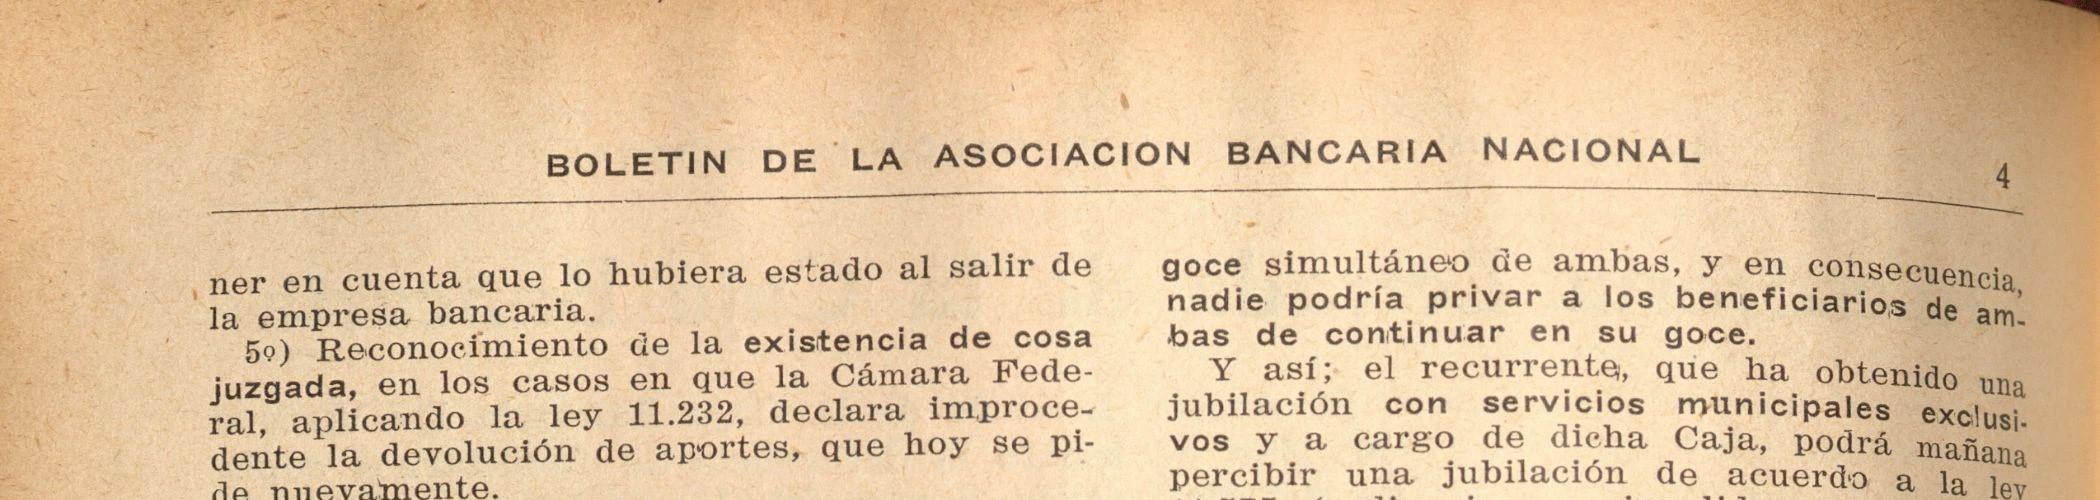 BOLETIN DE LA ASOCIACION BANCARIA NACIONAL
4
ner en cuenta que lo hubiera estado al salir de
la empresa bancaria.
5º) Reconocimiento de la existencia de cosa
juzgada, en los casos en que la Cámara Fede-
ral, aplicando la ley 11.232, declara improce-
dente la devolución de aportes, que hoy se pi-
de nuevamente.
goce simultáneo de ambas, y en consecuencia,
nadie podría privar a los beneficiarios de am-
bas de continuar en su goce.
Y así; el recurrente, que ha obtenido una
jubilación con servicios municipales exclusi-
vos y a cargo de dicha Caja, podrá mañana
percibir una jubilación de acuerdo a la ley